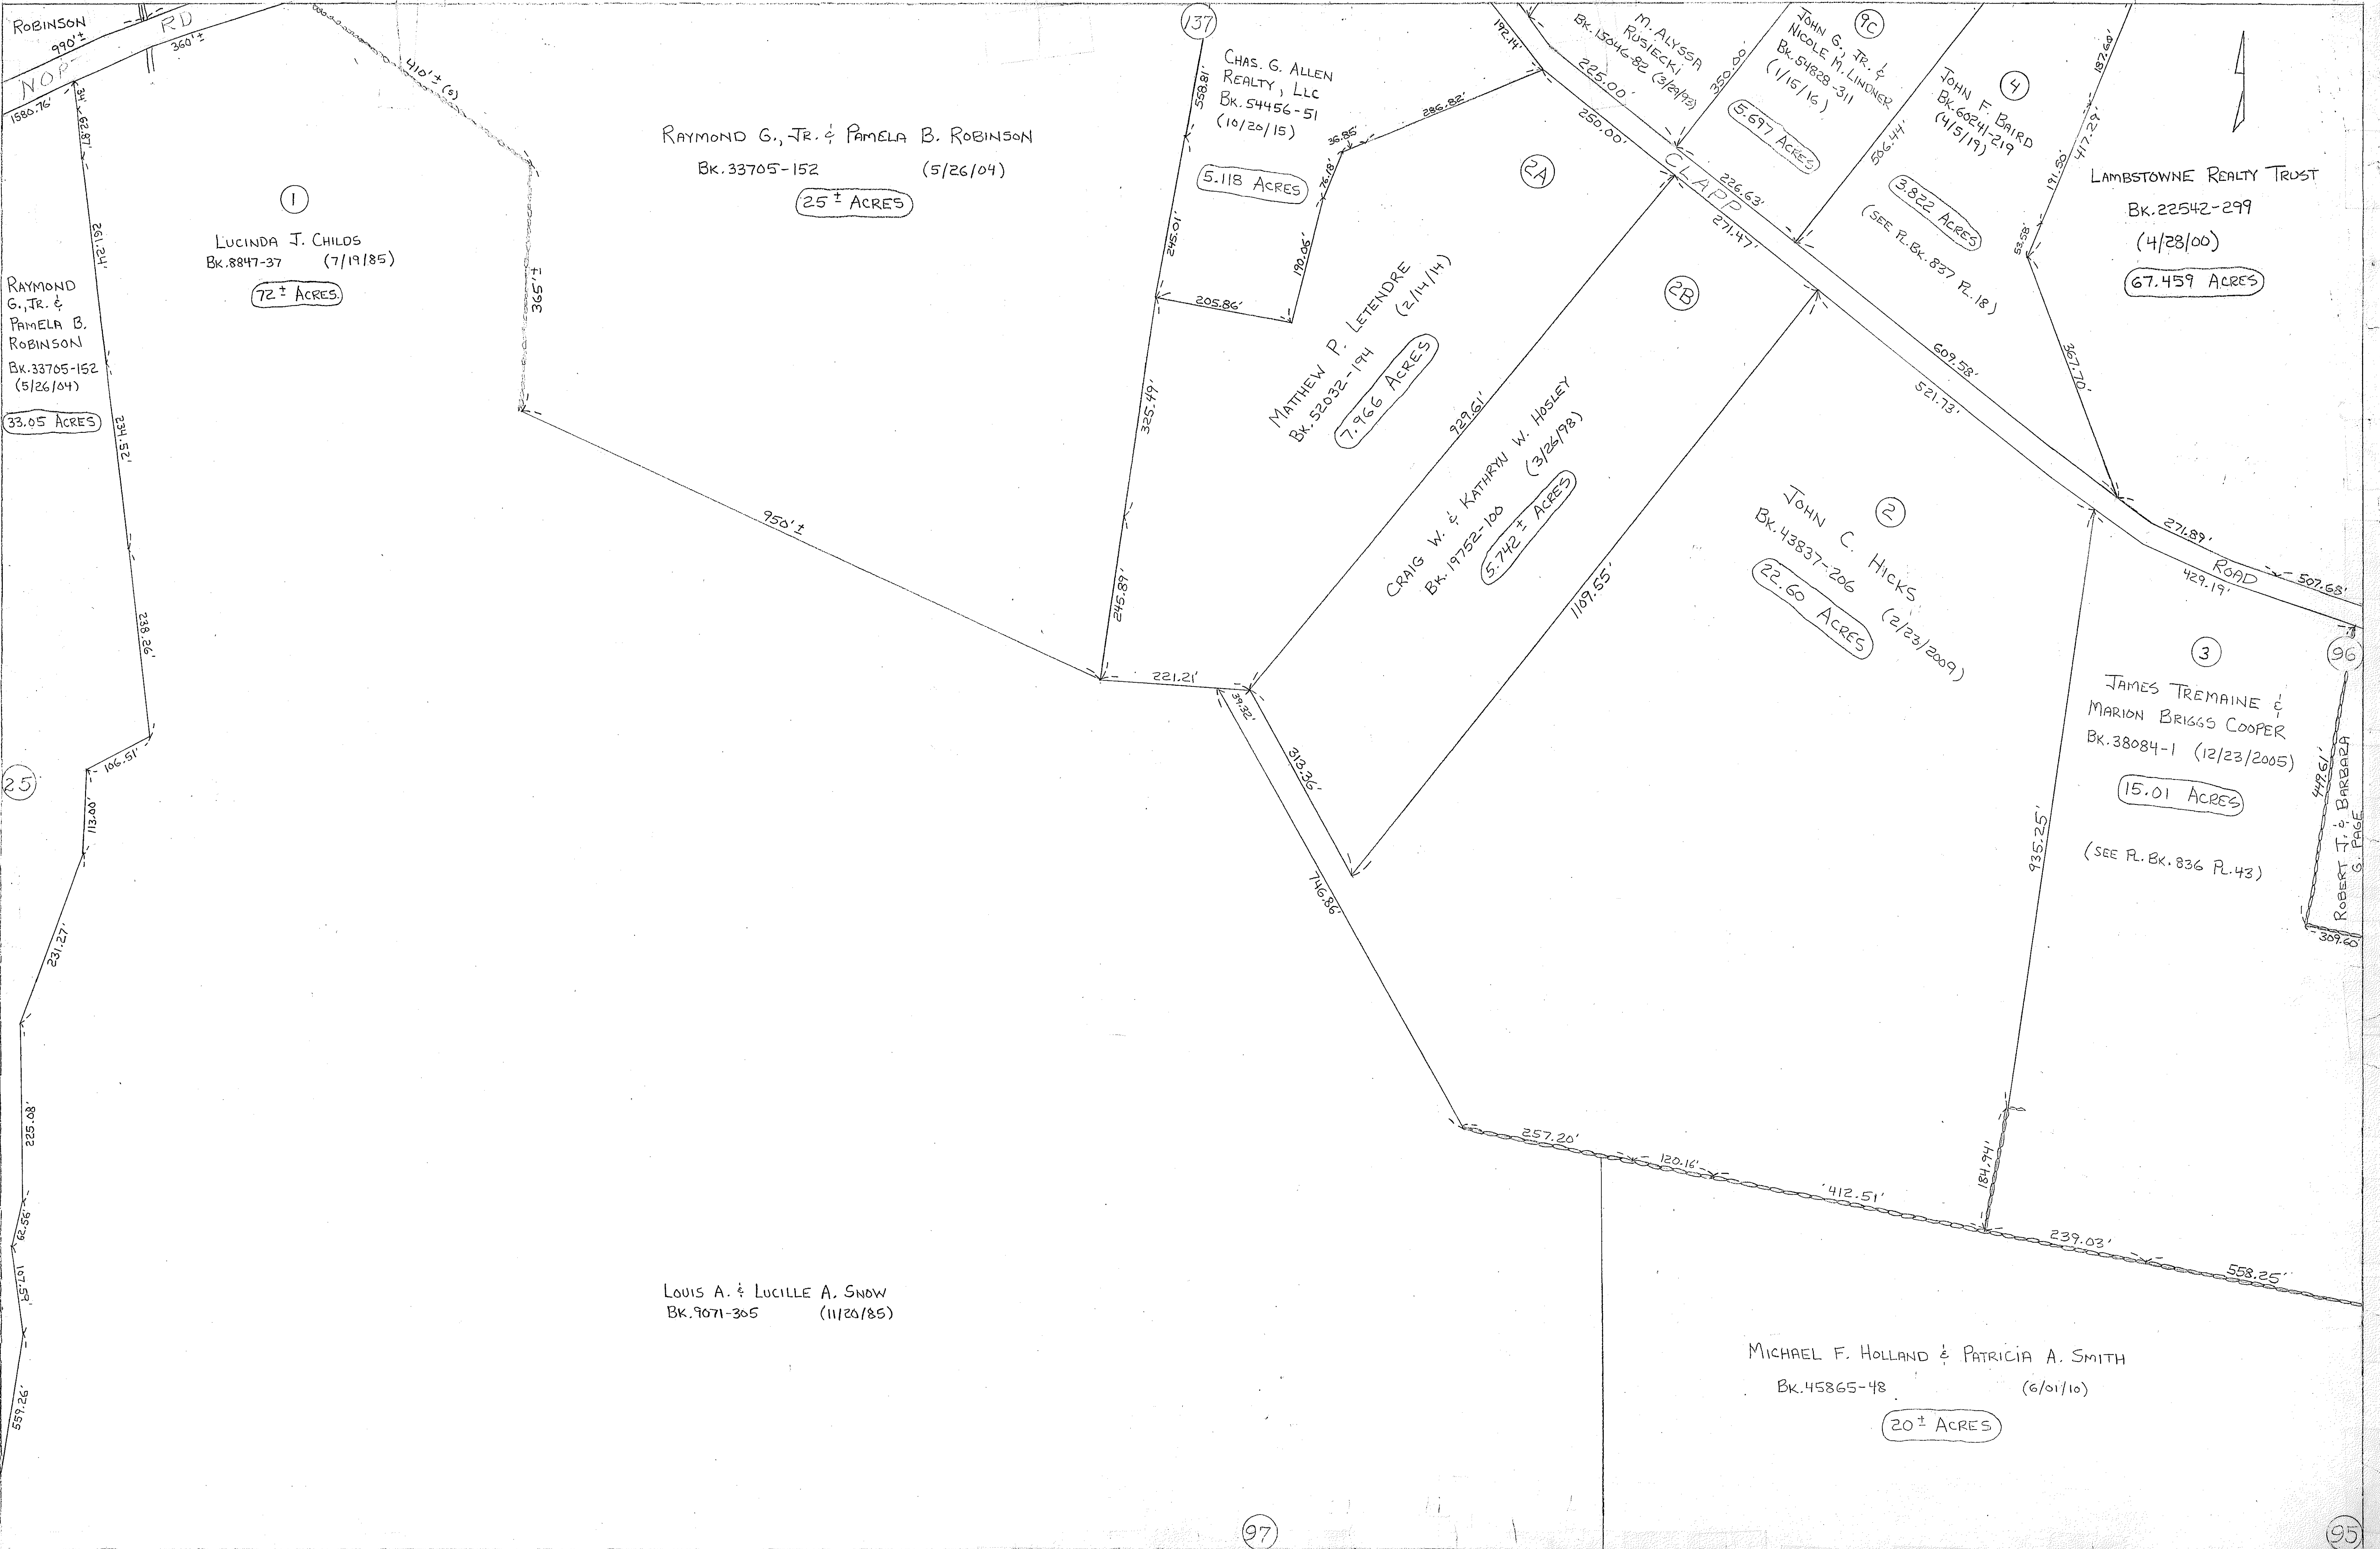 ROBINSON
990'±
RD
360'±
NOP
1580.76'
34'
62.87'
261.24'
234.52'
238.26'
106.51'
113.00'
231.27'
225.08'
62.56'
107.59'
559.26'
25
RAYMOND
G., JR. &
PAMELA B.
ROBINSON
BK.33705-152
(5/26/04)
33.05 ACRES
1
LUCINDA J. CHILDS
BK.8847-37 (7/19/85)
72± ACRES
410'± (S)
365'±
950'±
RAYMOND G., JR. & PAMELA B. ROBINSON
BK.33705-152 (5/26/04)
25± ACRES
137
558.81'
245.01'
325.49'
245.89'
CHAS. G. ALLEN
REALTY, LLC
BK.54456-51
(10/20/15)
5.118 ACRES
205.86'
190.06'
76.18'
36.85'
286.82'
2A
MATTHEW P. LETENDRE
BK.52032-194 (2/14/14)
7.966 ACRES
192.14'
225.00'
250.00'
M. ALYSSA
RUSIECKI
BK.15046-82 (3/29/93)
350.00'
9C
JOHN G., JR. &
NICOLE M. LINDNER
BK.54828-311
(1/15/16)
5.697 ACRES
CLAPP
226.63'
271.47'
506.44'
4
JOHN F. BAIRD
BK.60241-219
(4/5/19)
3.822 ACRES
(SEE PL.BK.837 PL.18)
187.60'
417.29'
191.50'
53.58'
367.70'
609.58'
521.73'
LAMBSTOWNE REALTY TRUST
BK.22542-299
(4/28/00)
67.459 ACRES
2B
CRAIG W. & KATHRYN W. HOSLEY
BK.19752-100 (3/26/98)
5.742± ACRES
929.61'
1109.55'
221.21'
39.32'
313.36'
746.86'
2
JOHN C. HICKS
BK.43837-206 (2/23/2009)
22.60 ACRES
271.89'
ROAD
507.68'
429.19'
96
3
JAMES TREMAINE &
MARION BRIGGS COOPER
BK.38084-1 (12/23/2005)
15.01 ACRES
(SEE PL.BK.836 PL.43)
449.61'
ROBERT J. & BARBARA
G. PAGE
309.60'
935.25'
184.94'
257.20'
120.16'
412.51'
239.03'
558.25'
LOUIS A. & LUCILLE A. SNOW
BK.9071-305 (11/20/85)
MICHAEL F. HOLLAND & PATRICIA A. SMITH
BK.45865-48 (6/01/10)
20± ACRES
97
95